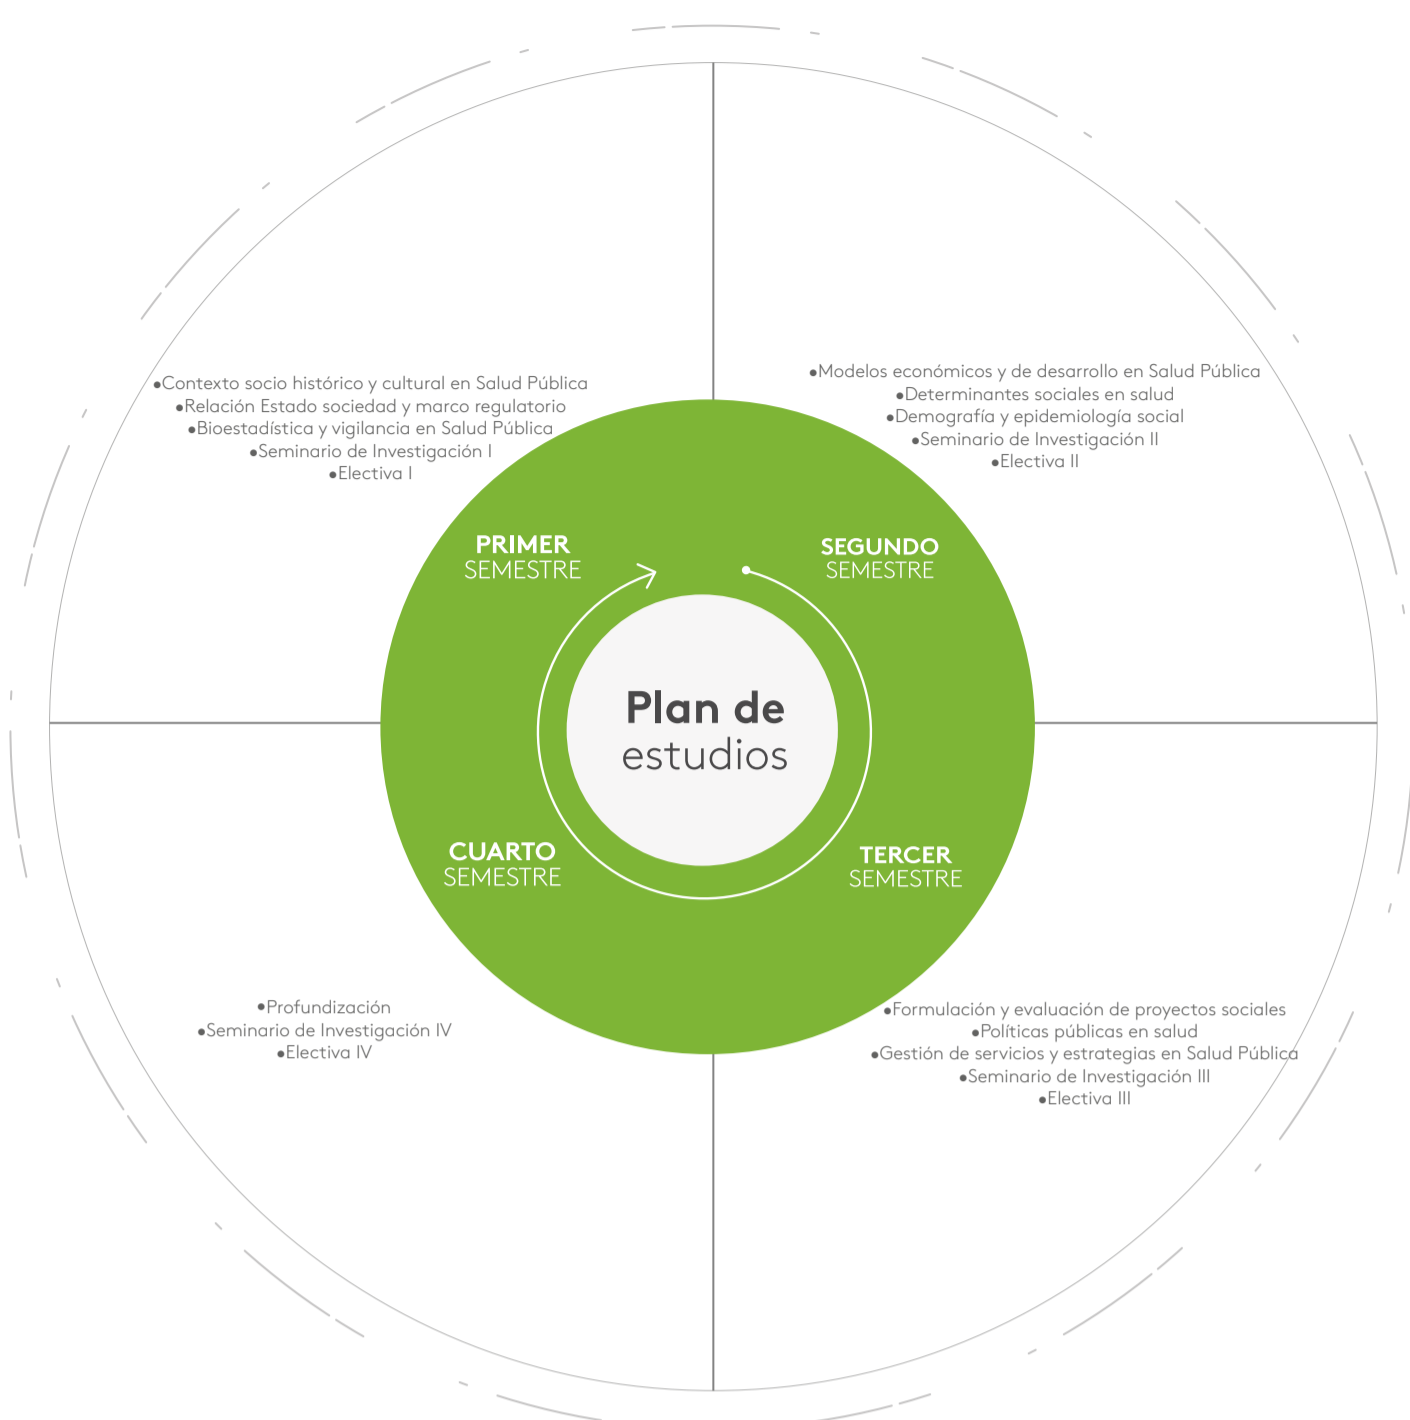 •Contexto socio histórico y cultural en Salud Pública
•Relación Estado sociedad y marco regulatorio
•Bioestadística y vigilancia en Salud Pública
•Seminario de Investigación I
•Electiva I
PRIMER
SEMESTRE
•Modelos económicos y de desarrollo en Salud Pública
•Determinantes sociales en salud
•Demografía y epidemiología social
•Seminario de Investigación II
•Electiva II
SEGUNDO
SEMESTRE
Plan de
estudios
CUARTO
SEMESTRE
•Profundización
•Seminario de Investigación IV
•Electiva IV
TERCER
SEMESTRE
•Formulación y evaluación de proyectos sociales
•Políticas públicas en salud
•Gestión de servicios y estrategias en Salud Pública
•Seminario de Investigación III
•Electiva III